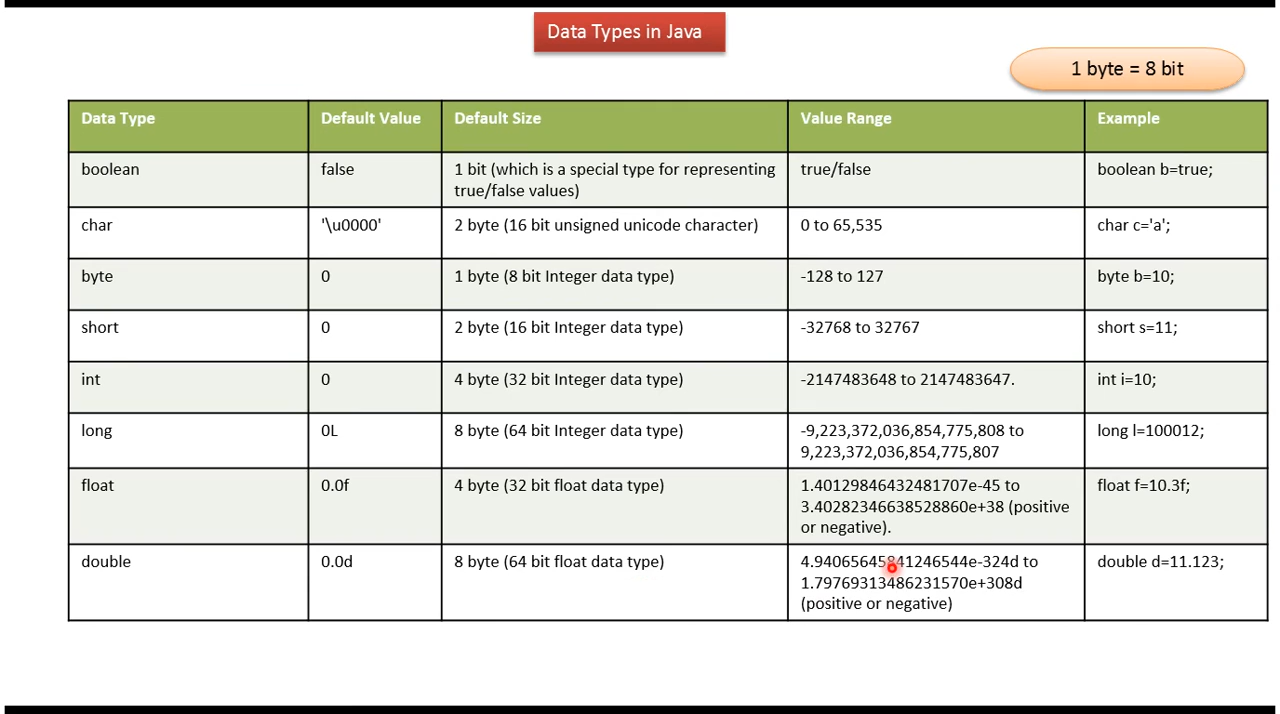 Data Types in Java
1 byte = 8 bit
Data Type Default Value Default Size Value Range Example
boolean false 1 bit (which is a special type for representing true/false boolean b=true;
true/false values)
char '\u0000' 2 byte (16 bit unsigned unicode character) 0 to 65,535 char c='a';
byte 0 1 byte (8 bit Integer data type) -128 to 127 byte b=10;
short 0 2 byte (16 bit Integer data type) -32768 to 32767 short s=11;
int 0 4 byte (32 bit Integer data type) -2147483648 to 2147483647. int i=10;
long 0L 8 byte (64 bit Integer data type) -9,223,372,036,854,775,808 to long l=100012;
9,223,372,036,854,775,807
float 0.0f 4 byte (32 bit float data type) 1.40129846432481707e-45 to float f=10.3f;
3.40282346638528860e+38 (positive
or negative).
double 0.0d 8 byte (64 bit float data type) 4.94065645841246544e-324d to double d=11.123;
1.79769313486231570e+308d
(positive or negative)